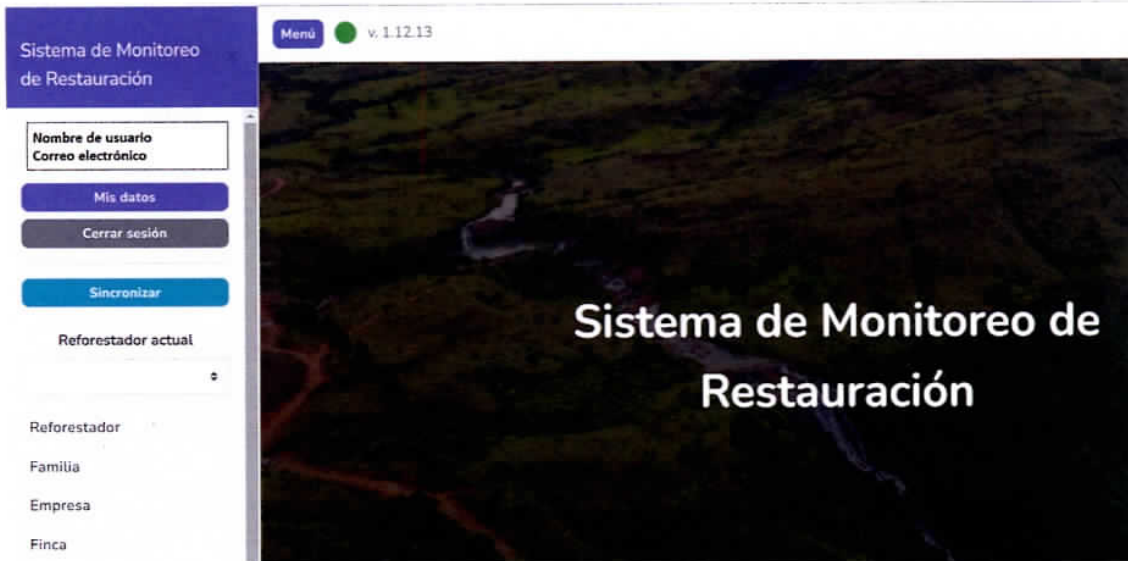 Sistema de Monitoreo
de Restauración
Nombre de usuario
Correo electrónico
Mis datos
Cerrar sesión
Sincronizar
Reforestador actual
Reforestador
Familia
Empresa
Finca
Menú v. 1.12.13
Sistema de Monitoreo de
Restauración